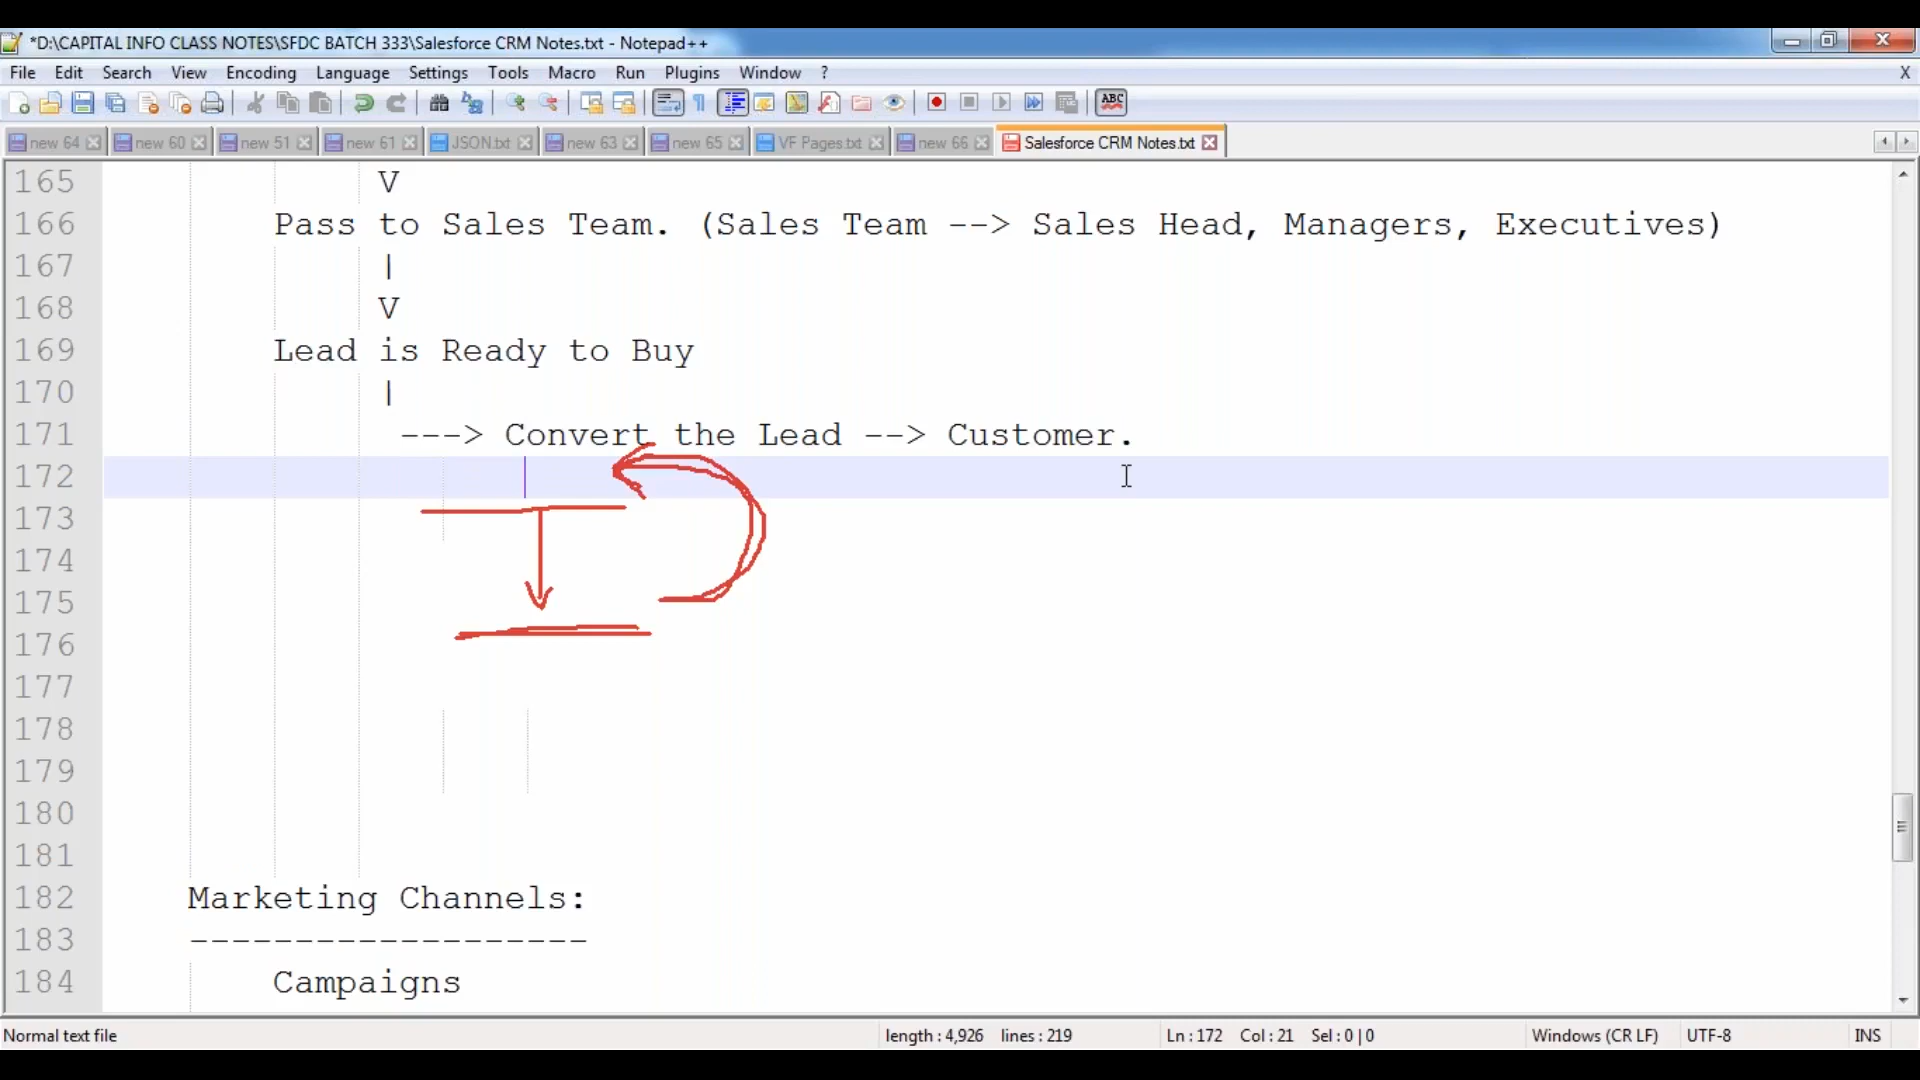 *D:\CAPITAL INFO CLASS NOTES\SFDC BATCH 333\Salesforce CRM Notes.txt - Notepad++
File Edit Search View Encoding Language Settings Tools Macro Run Plugins Window ? X
ABC
new 64 new 60 new 51 new 61 JSON.txt new 63 new 65 VF Pages.txt new 66 Salesforce CRM Notes.txt
165 V
166 Pass to Sales Team. (Sales Team --> Sales Head, Managers, Executives)
167 |
168 V
169 Lead is Ready to Buy
170 |
171 ---> Convert the Lead --> Customer.
172
173
174
175
176
177
178
179
180
181
182 Marketing Channels:
183 -------------------
184 Campaigns
Normal text file length : 4,926 lines : 219 Ln : 172 Col : 21 Sel : 0 | 0 Windows (CR LF) UTF-8 INS